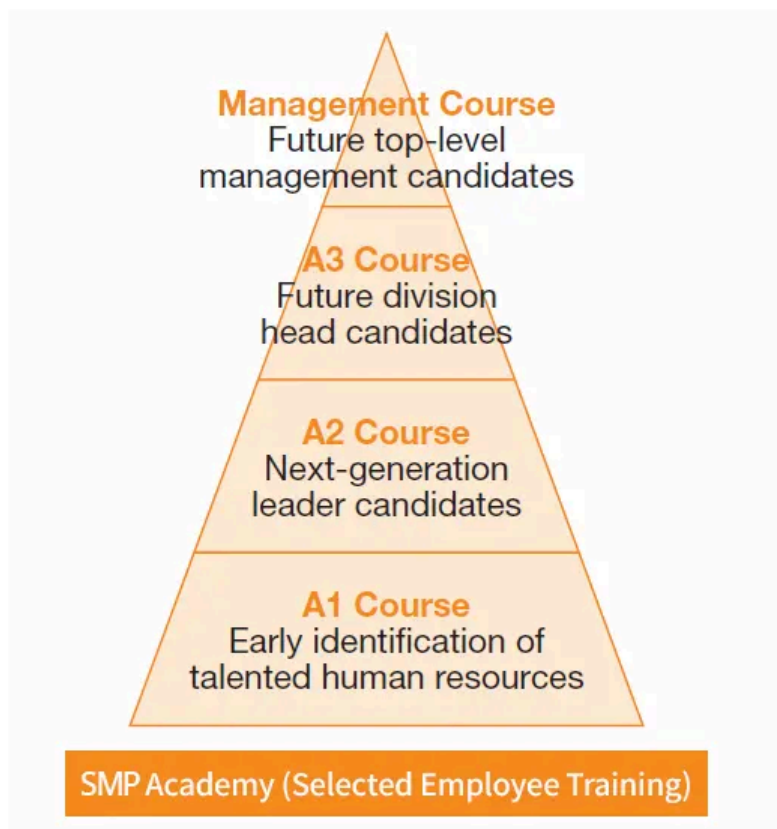 Management Course
Future top-level
management candidates
A3 Course
Future division
head candidates
A2 Course
Next-generation
leader candidates
A1 Course
Early identification of
talented human resources
SMP Academy (Selected Employee Training)